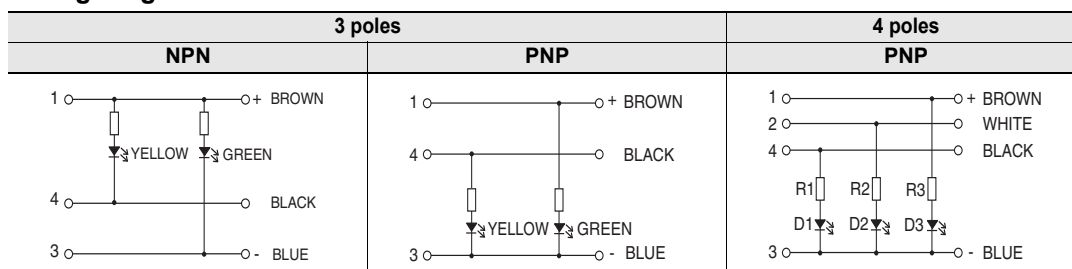 3 poles 4 poles
NPN PNP PNP
1 + BROWN
YELLOW GREEN
4 BLACK
3 - BLUE
1 + BROWN
4 BLACK
YELLOW GREEN
3 - BLUE
1 + BROWN
2 WHITE
4 BLACK
R1 R2 R3
D1 D2 D3
3 - BLUE